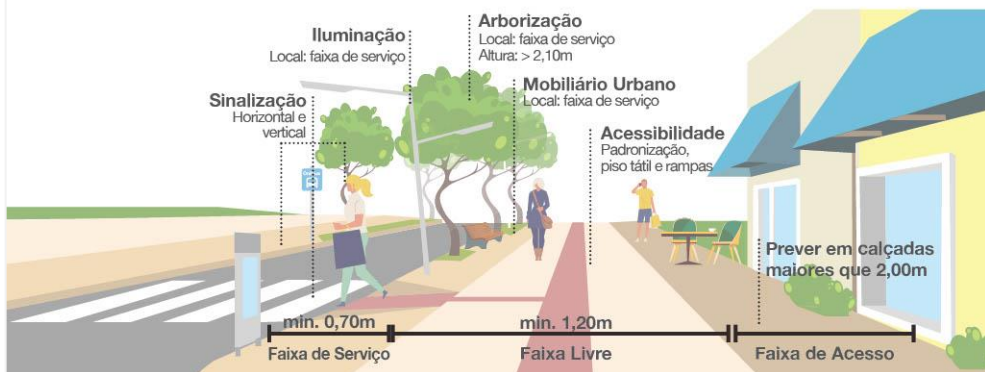 Iluminação
Local: faixa de serviço
Arborização
Local: faixa de serviço
Altura: > 2,10m
Sinalização
Horizontal e
vertical
Mobiliário Urbano
Local: faixa de serviço
Acessibilidade
Padronização,
piso tátil e rampas
Prever em calçadas
maiores que 2,00m
min. 0,70m
Faixa de Serviço
min. 1,20m
Faixa Livre
Faixa de Acesso